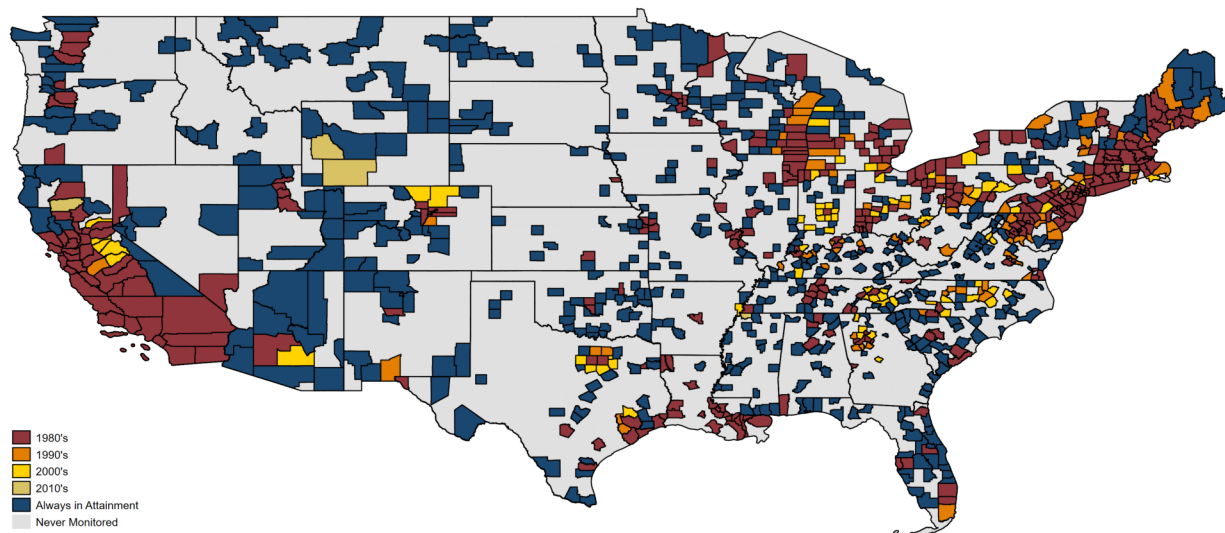 1980's
1990's
2000's
2010's
Always in Attainment
Never Monitored